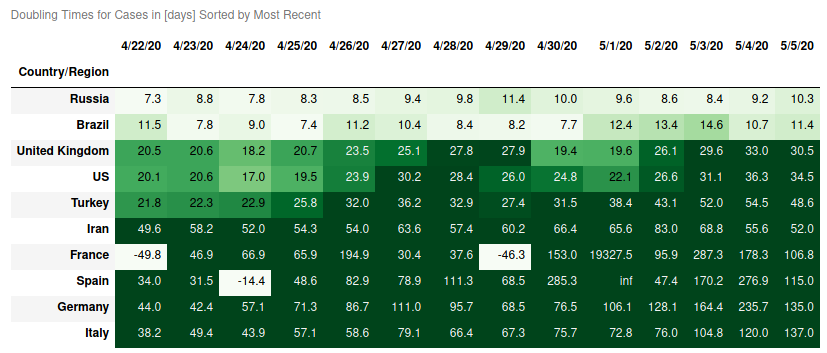 Doubling Times for Cases in [days] Sorted by Most Recent
4/22/20 4/23/20 4/24/20 4/25/20 4/26/20 4/27/20 4/28/20 4/29/20 4/30/20 5/1/20 5/2/20 5/3/20 5/4/20 5/5/20
Country/Region
Russia 7.3 8.8 7.8 8.3 8.5 9.4 9.8 11.4 10.0 9.6 8.6 8.4 9.2 10.3
Brazil 11.5 7.8 9.0 7.4 11.2 10.4 8.4 8.2 7.7 12.4 13.4 14.6 10.7 11.4
United Kingdom 20.5 20.6 18.2 20.7 23.5 25.1 27.8 27.9 19.4 19.6 26.1 29.6 33.0 30.5
US 20.1 20.6 17.0 19.5 23.9 30.2 28.4 26.0 24.8 22.1 26.6 31.1 36.3 34.5
Turkey 21.8 22.3 22.9 25.8 32.0 36.2 32.9 27.4 31.5 38.4 43.1 52.0 54.5 48.6
Iran 49.6 58.2 52.0 54.3 54.0 63.6 57.4 60.2 66.4 65.6 83.0 68.8 55.6 52.0
France -49.8 46.9 66.9 65.9 194.9 30.4 37.6 -46.3 153.0 19327.5 95.9 287.3 178.3 106.8
Spain 34.0 31.5 -14.4 48.6 82.9 78.9 111.3 68.5 285.3 inf 47.4 170.2 276.9 115.0
Germany 44.0 42.4 57.1 71.3 86.7 111.0 95.7 68.5 76.5 106.1 128.1 164.4 235.7 135.0
Italy 38.2 49.4 43.9 57.1 58.6 79.1 66.4 67.3 75.7 72.8 76.0 104.8 120.0 137.0